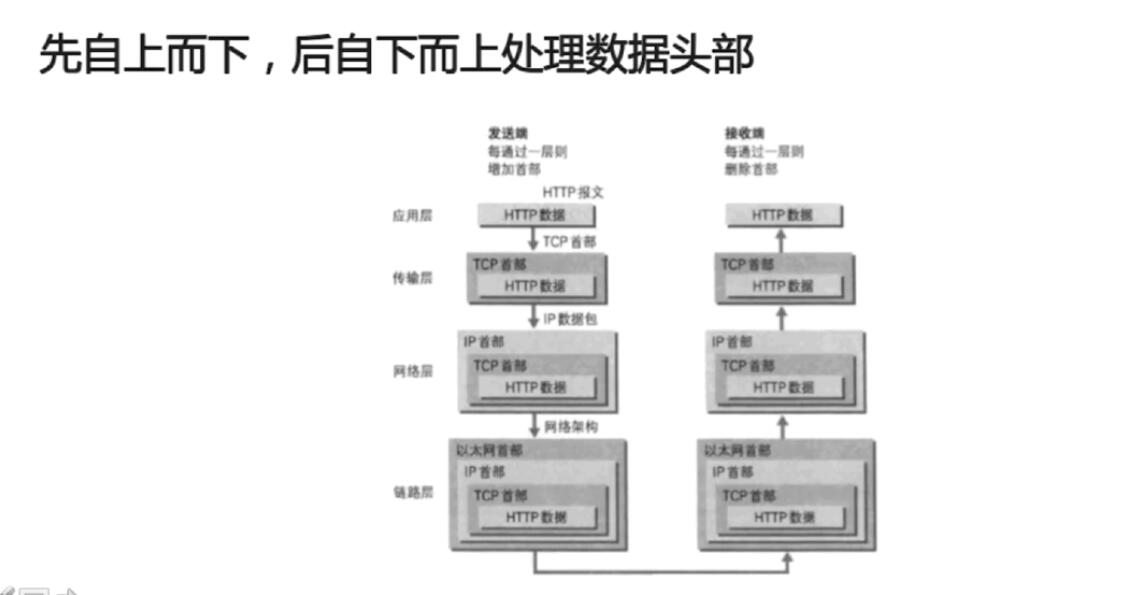 先自上而下，后自下而上处理数据头部
发送端
每通过一层则
增加首部
接收端
每通过一层则
删除首部
HTTP 报文
应用层
HTTP 数据
HTTP 数据
TCP 首部
传输层
TCP 首部
HTTP 数据
TCP 首部
HTTP 数据
IP 数据包
网络层
IP 首部
TCP 首部
HTTP 数据
IP 首部
TCP 首部
HTTP 数据
网络架构
链路层
以太网首部
IP 首部
TCP 首部
HTTP 数据
以太网首部
IP 首部
TCP 首部
HTTP 数据